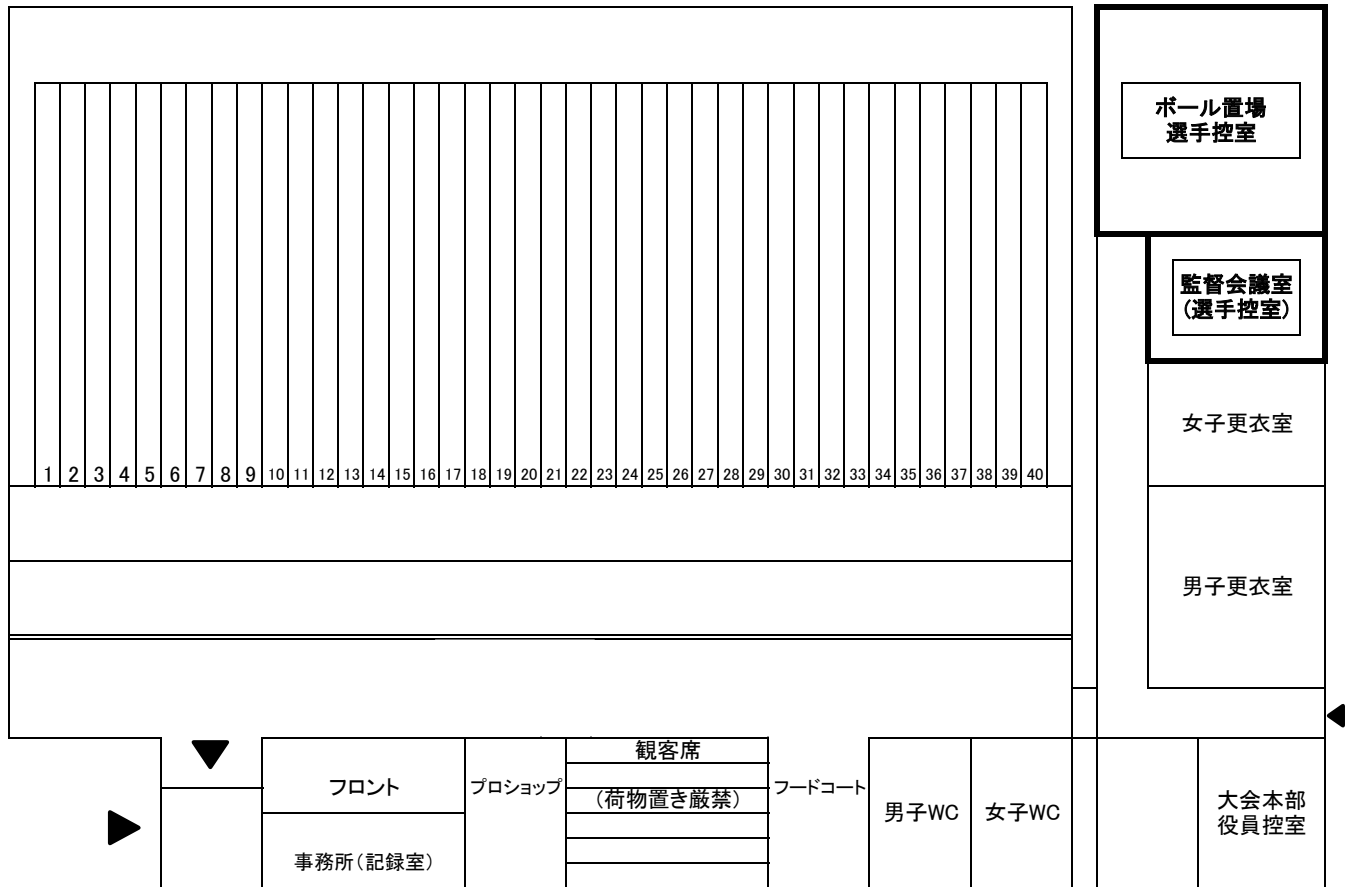 ボール置場
選手控室
監督会議室
(選手控室)
女子更衣室
1 2 3 4 5 6 7 8 9 10 11 12 13 14 15 16 17 18 19 20 21 22 23 24 25 26 27 28 29 30 31 32 33 34 35 36 37 38 39 40
男子更衣室
観客席
フロント
プロショップ
(荷物置き厳禁)
フードコート
男子WC
女子WC
大会本部
役員控室
事務所(記録室)